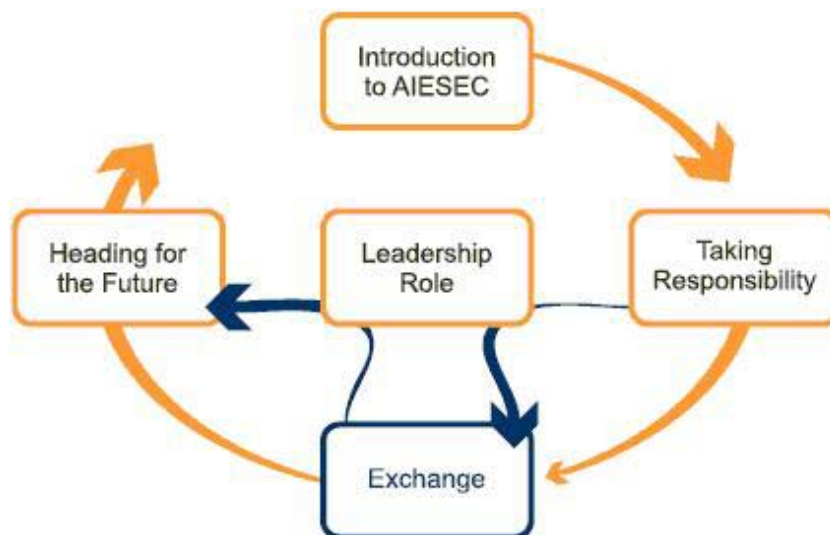 Introduction
to AIESEC
Heading for
the Future
Leadership
Role
Taking
Responsibility
Exchange